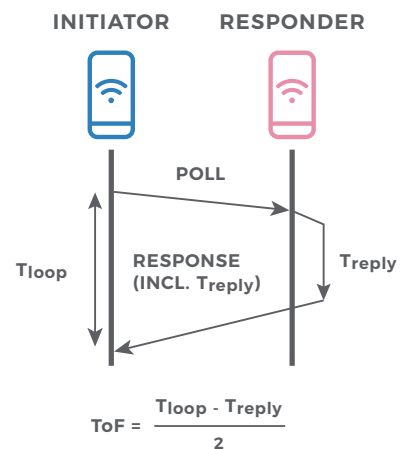 INITIATOR RESPONDER
POLL
Tloop
RESPONSE
(INCL. Treply)
Treply
ToF = Tloop - Treply
2